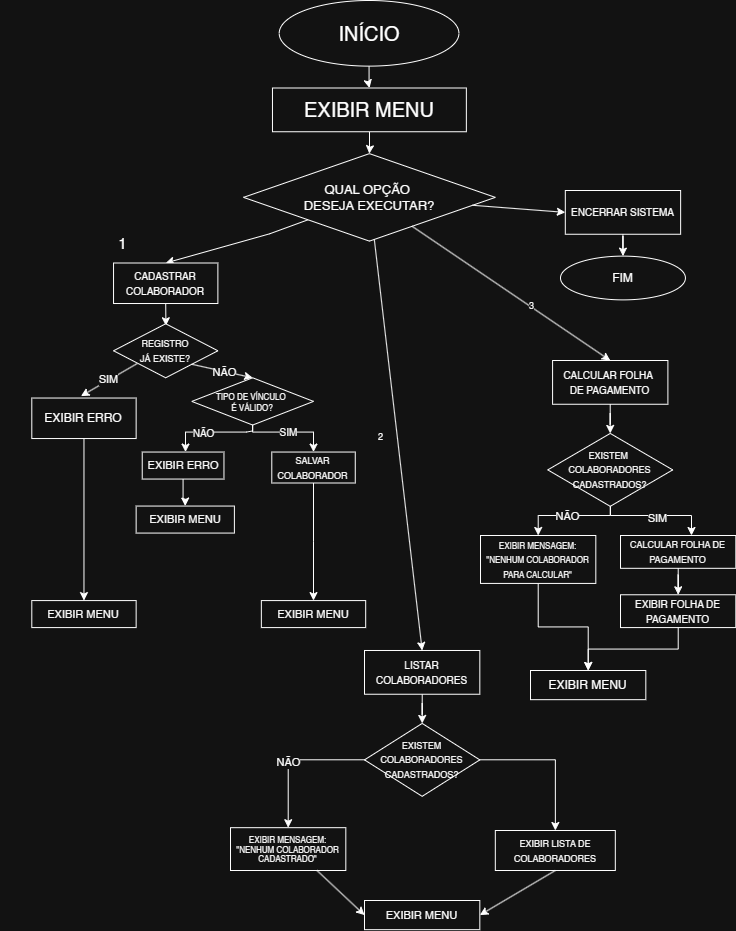 INÍCIO
EXIBIR MENU
QUAL OPÇÃO
DESEJA EXECUTAR?
ENCERRAR SISTEMA
FIM
1
CADASTRAR
COLABORADOR
REGISTRO
JÁ EXISTE?
SIM
NÃO
EXIBIR ERRO
TIPO DE VÍNCULO
É VÁLIDO?
NÃO
SIM
EXIBIR ERRO
SALVAR
COLABORADOR
EXIBIR MENU
EXIBIR MENU
EXIBIR MENU
2
LISTAR
COLABORADORES
EXISTEM
COLABORADORES
CADASTRADOS?
NÃO
EXIBIR MENSAGEM:
"NENHUM COLABORADOR
CADASTRADO"
EXIBIR LISTA DE
COLABORADORES
EXIBIR MENU
3
CALCULAR FOLHA
DE PAGAMENTO
EXISTEM
COLABORADORES
CADASTRADOS?
NÃO
SIM
EXIBIR MENSAGEM:
"NENHUM COLABORADOR
PARA CALCULAR"
CALCULAR FOLHA DE
PAGAMENTO
EXIBIR FOLHA DE
PAGAMENTO
EXIBIR MENU